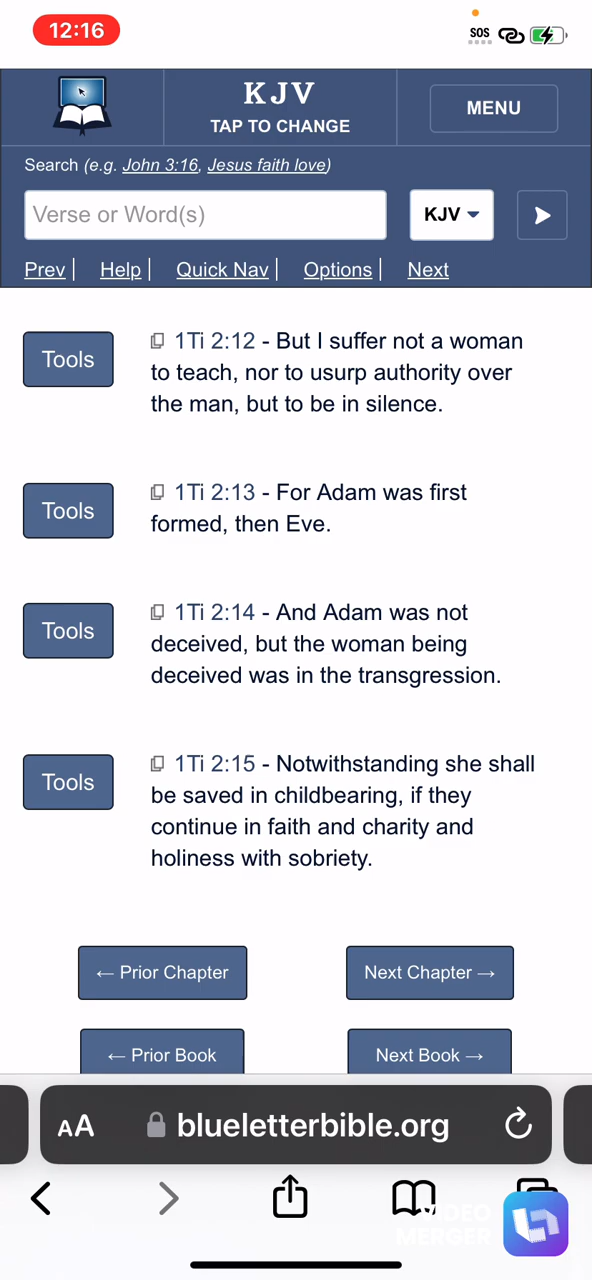 12:16
SOS
KJV
TAP TO CHANGE
MENU
Search (e.g. John 3:16, Jesus faith love)
Verse or Word(s)
KJV
Prev | Help | Quick Nav | Options | Next
Tools
1Ti 2:12 - But I suffer not a woman
to teach, nor to usurp authority over
the man, but to be in silence.
Tools
1Ti 2:13 - For Adam was first
formed, then Eve.
Tools
1Ti 2:14 - And Adam was not
deceived, but the woman being
deceived was in the transgression.
Tools
1Ti 2:15 - Notwithstanding she shall
be saved in childbearing, if they
continue in faith and charity and
holiness with sobriety.
← Prior Chapter
Next Chapter →
← Prior Book
Next Book →
AA
blueletterbible.org
VIDEO
MERGER